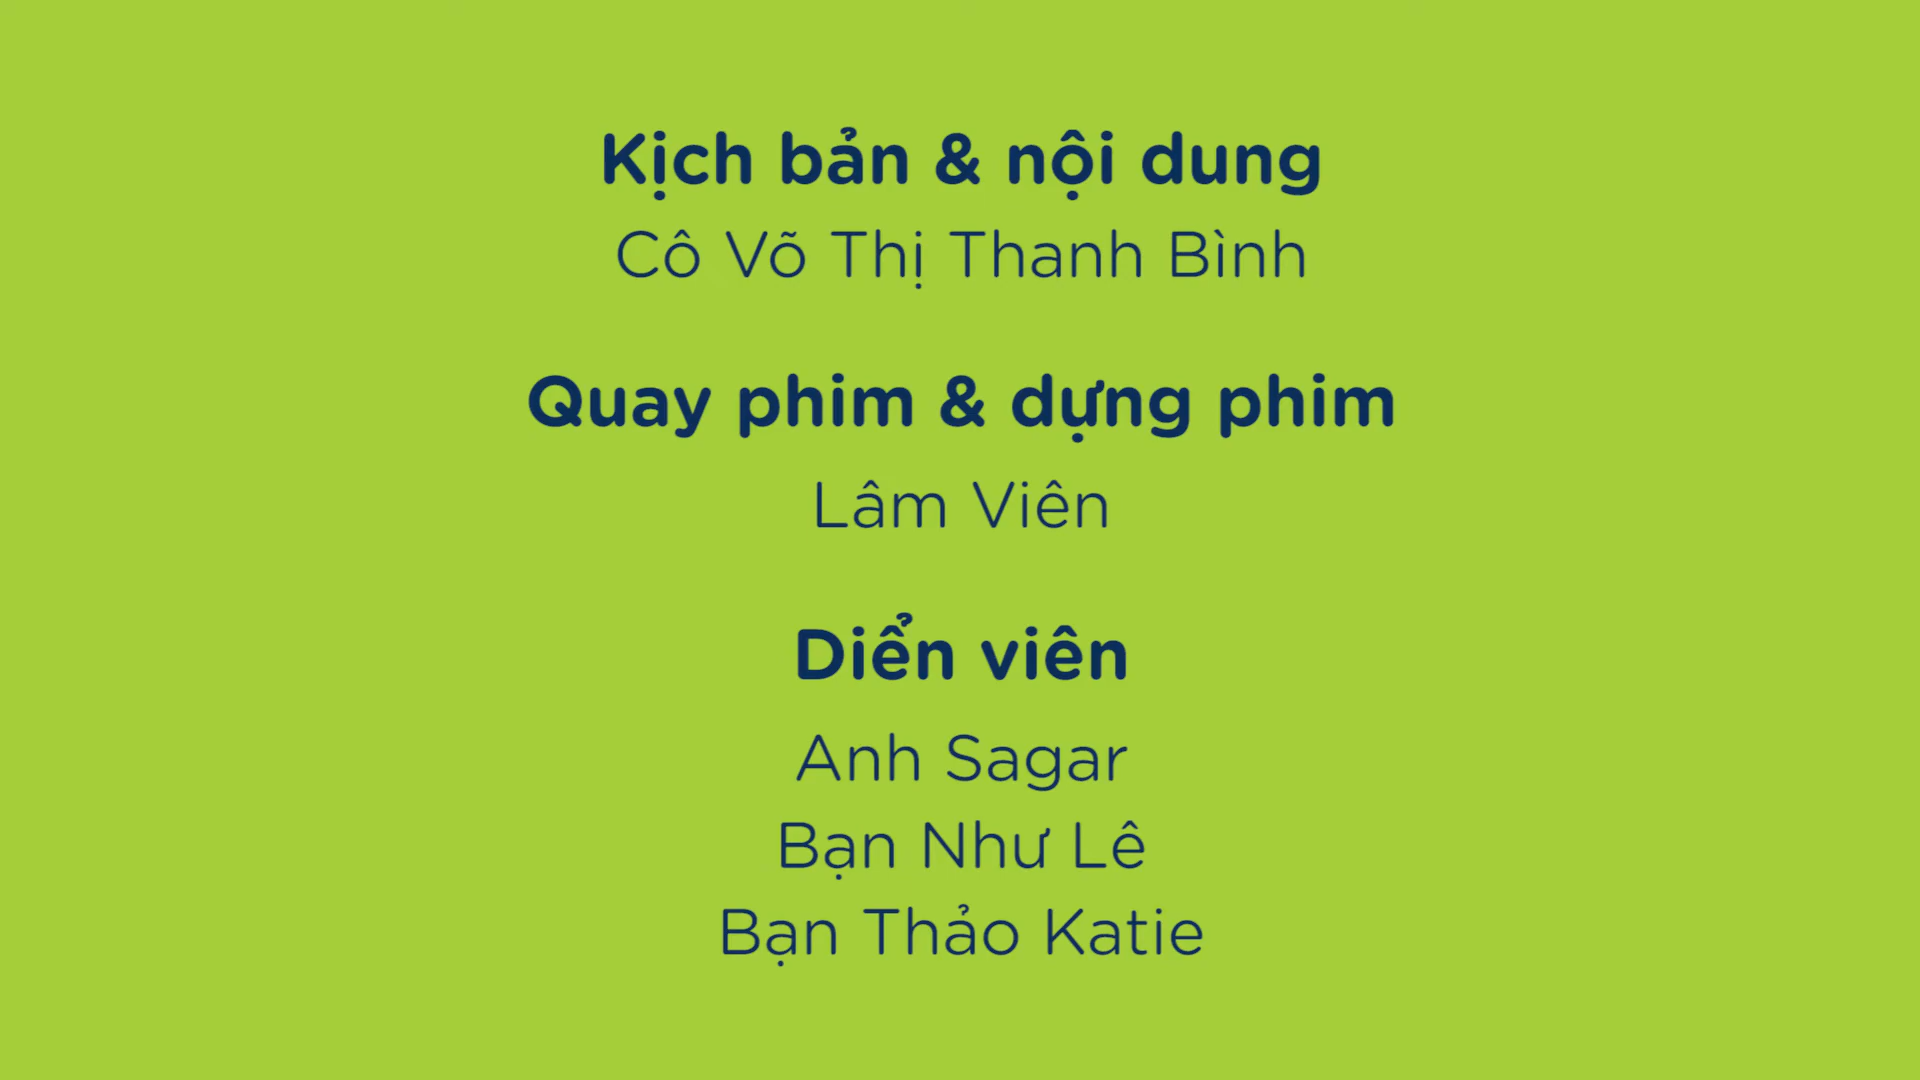 Kịch bản & nội dung
Cô Võ Thị Thanh Bình
Quay phim & dựng phim
Lâm Viên
Diển viên
Anh Sagar
Bạn Như Lê
Bạn Thảo Katie